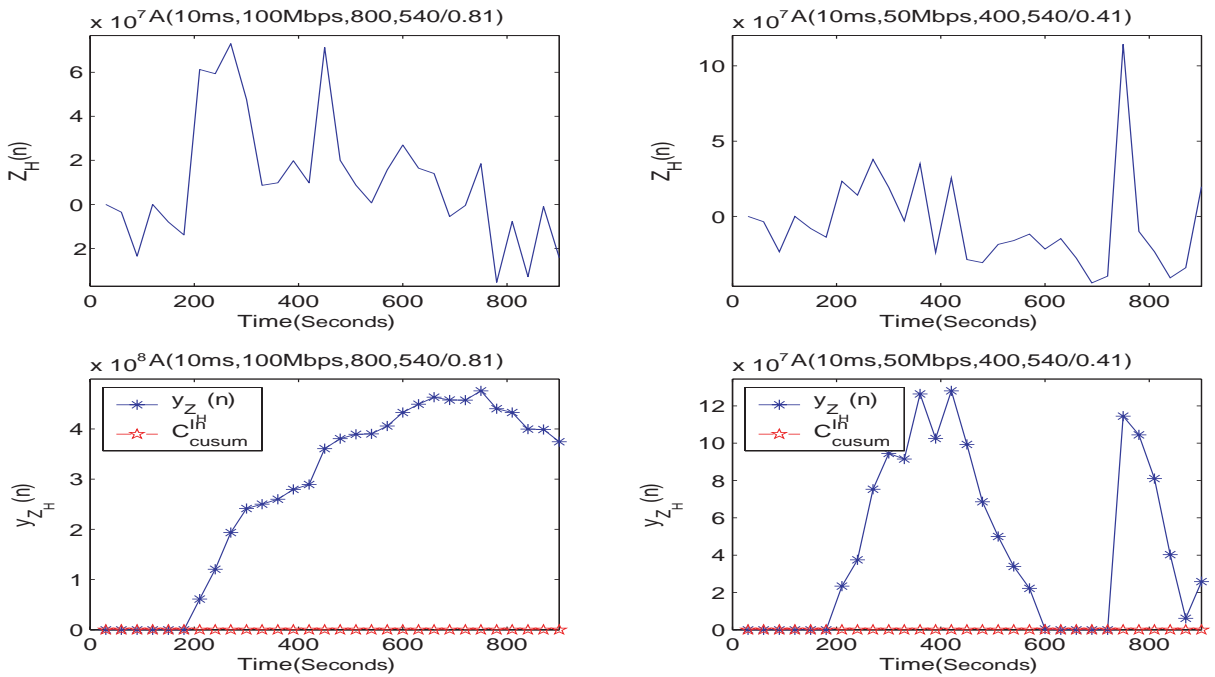 x 10^7 A(10ms,100Mbps,800,540/0.81)
6
4
2
0
2
Z_H(n)
0 200 400 600 800
Time(Seconds)
x 10^7 A(10ms,50Mbps,400,540/0.41)
10
5
0
Z_H(n)
0 200 400 600 800
Time(Seconds)
x 10^8 A(10ms,100Mbps,800,540/0.81)
y_{Z_H}(n)
C_{cusum}^{In}
4
3
2
1
0
y_{Z_H}(n)
0 200 400 600 800
Time(Seconds)
x 10^7 A(10ms,50Mbps,400,540/0.41)
y_{Z_H}(n)
C_{cusum}^{In}
12
10
8
6
4
2
0
y_{Z_H}(n)
0 200 400 600 800
Time(Seconds)